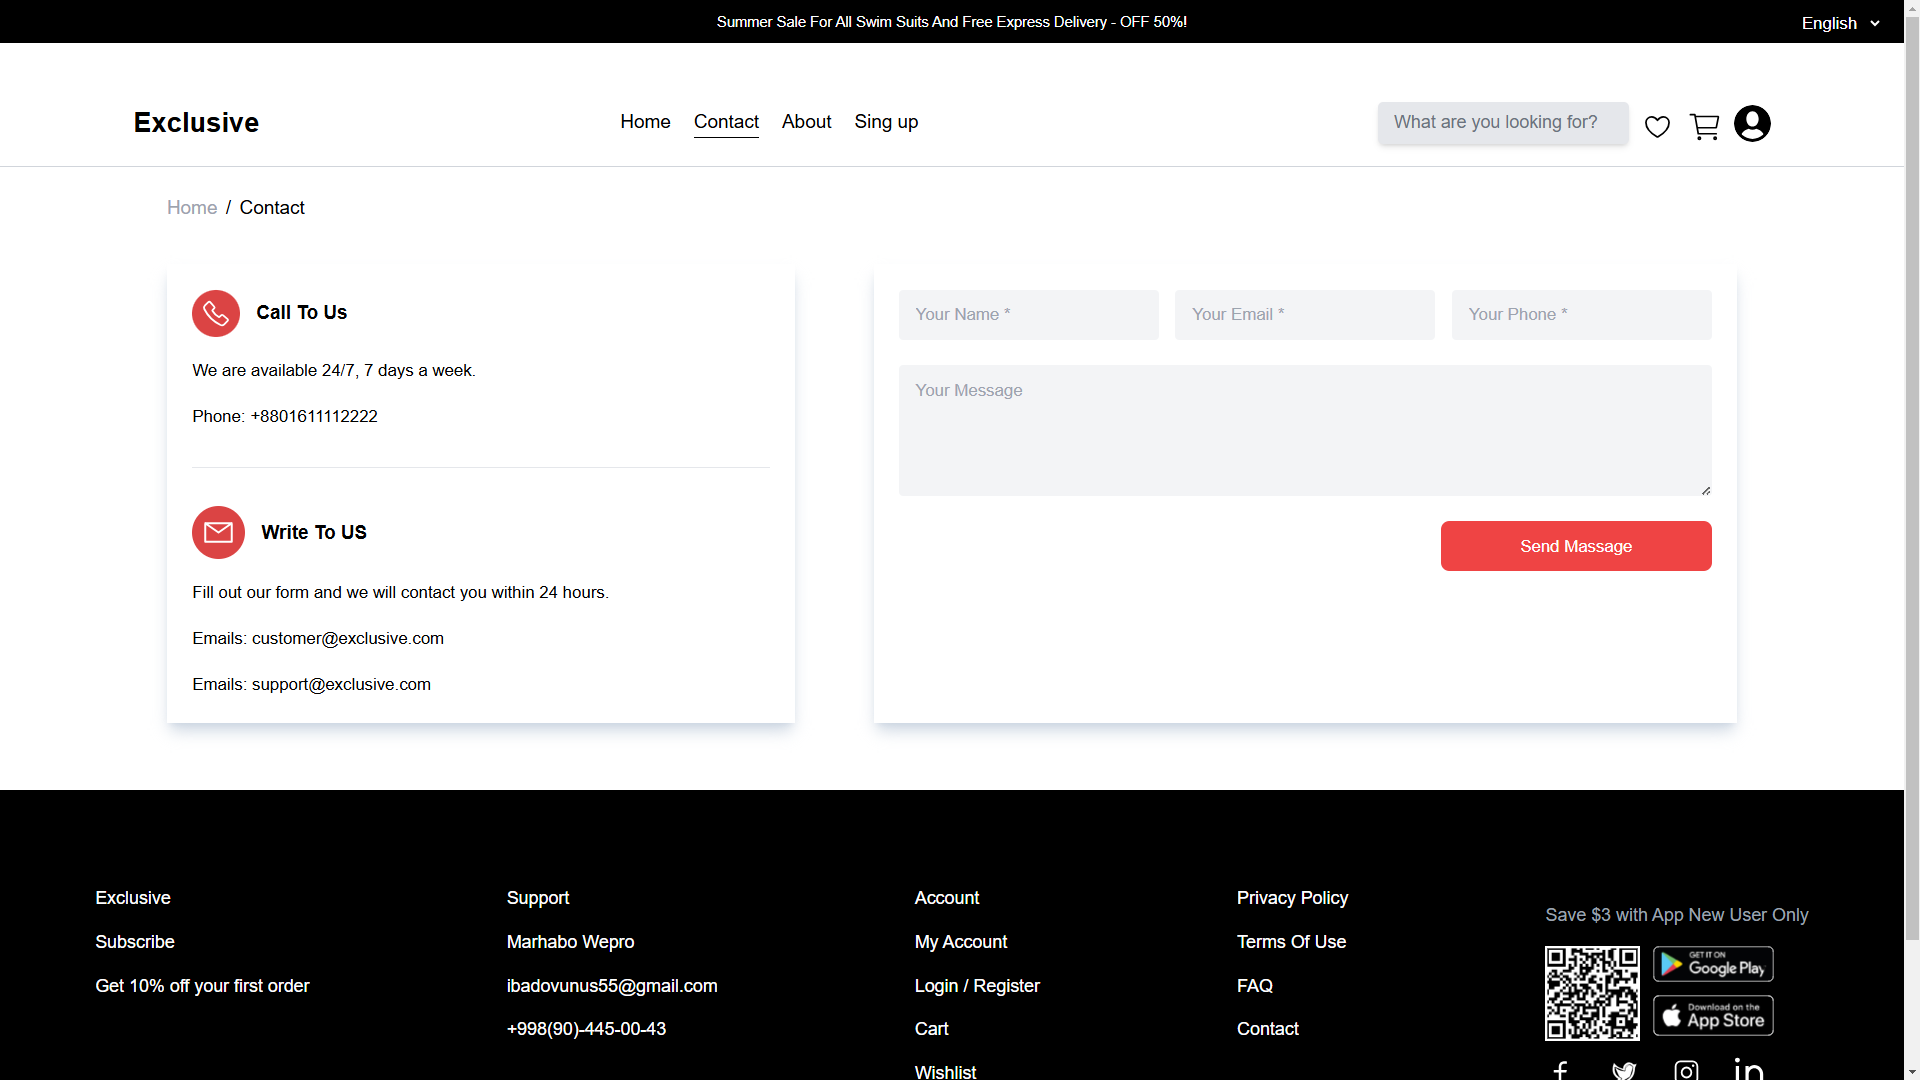 Summer Sale For All Swim Suits And Free Express Delivery - OFF 50%!
English
Exclusive
Home
Contact
About
Sing up
What are you looking for?
Home / Contact
Call To Us
We are available 24/7, 7 days a week.
Phone: +8801611112222
Write To US
Fill out our form and we will contact you within 24 hours.
Emails: customer@exclusive.com
Emails: support@exclusive.com
Your Name *
Your Email *
Your Phone *
Your Message
Send Massage
Exclusive
Subscribe
Get 10% off your first order
Support
Marhabo Wepro
ibadovunus55@gmail.com
+998(90)-445-00-43
Account
My Account
Login / Register
Cart
Wishlist
Privacy Policy
Terms Of Use
FAQ
Contact
Save $3 with App New User Only
GET IT ON
Google Play
Download on the
App Store